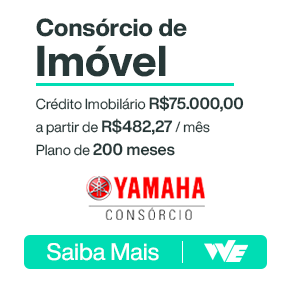 Consórcio de
Imóvel
Crédito Imobiliário R$75.000,00
a partir de R$482,27 / mês
Plano de 200 meses
YAMAHA
CONSÓRCIO
Saiba Mais | WE